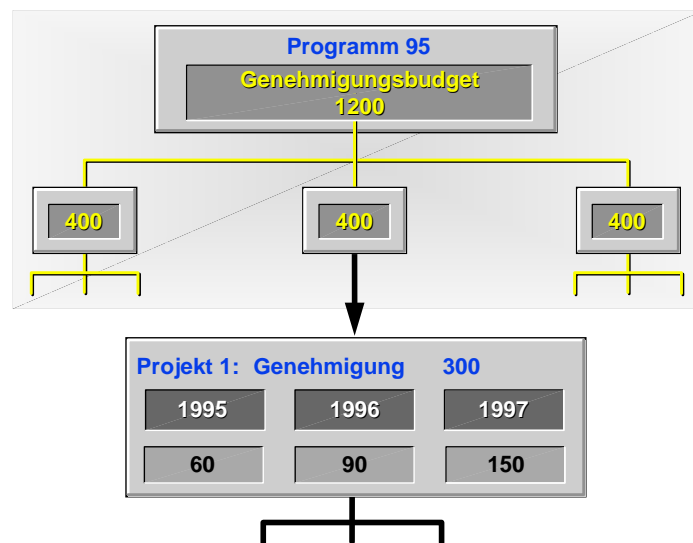 Programm 95
Genehmigungsbudget
1200
400 400 400
Projekt 1: Genehmigung 300
1995 1996 1997
60 90 150